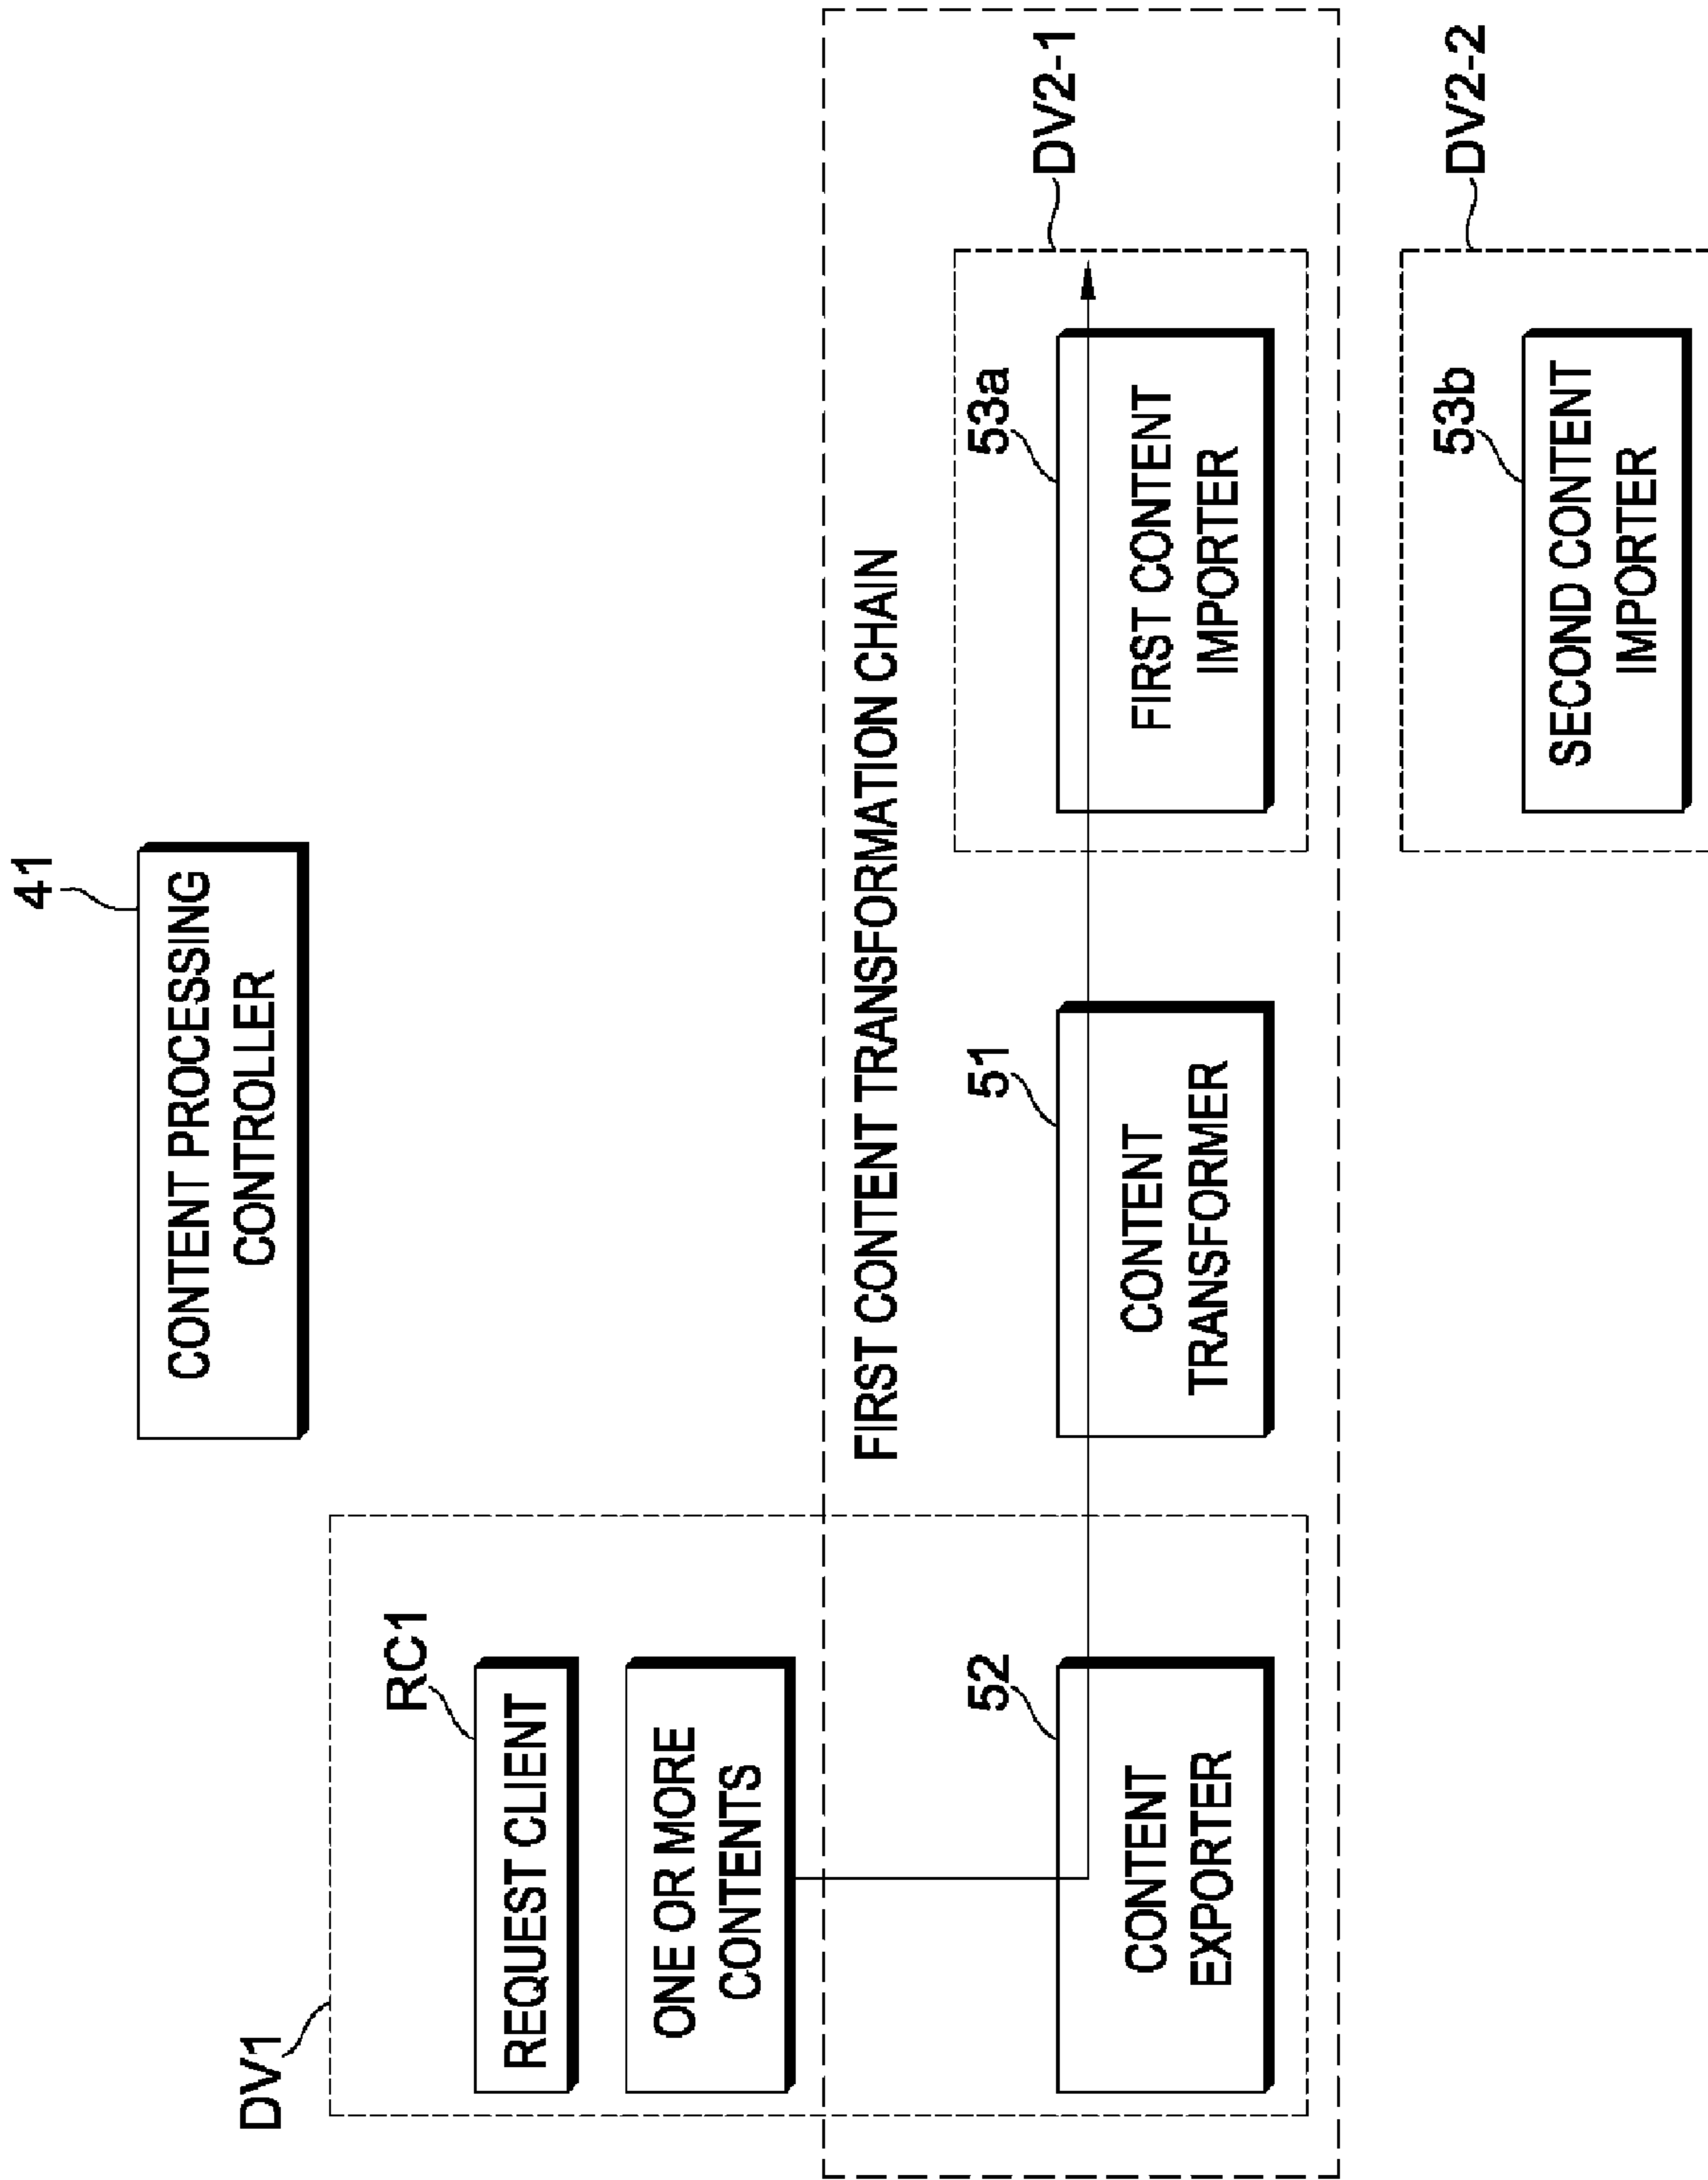 41
CONTENT PROCESSING
CONTROLLER
DV1
RC1
REQUEST CLIENT
ONE OR MORE
CONTENTS
FIRST CONTENT TRANSFORMATION CHAIN
52
CONTENT
EXPORTER
51
CONTENT
TRANSFORMER
53a
FIRST CONTENT
IMPORTER
DV2-1
53b
SECOND CONTENT
IMPORTER
DV2-2